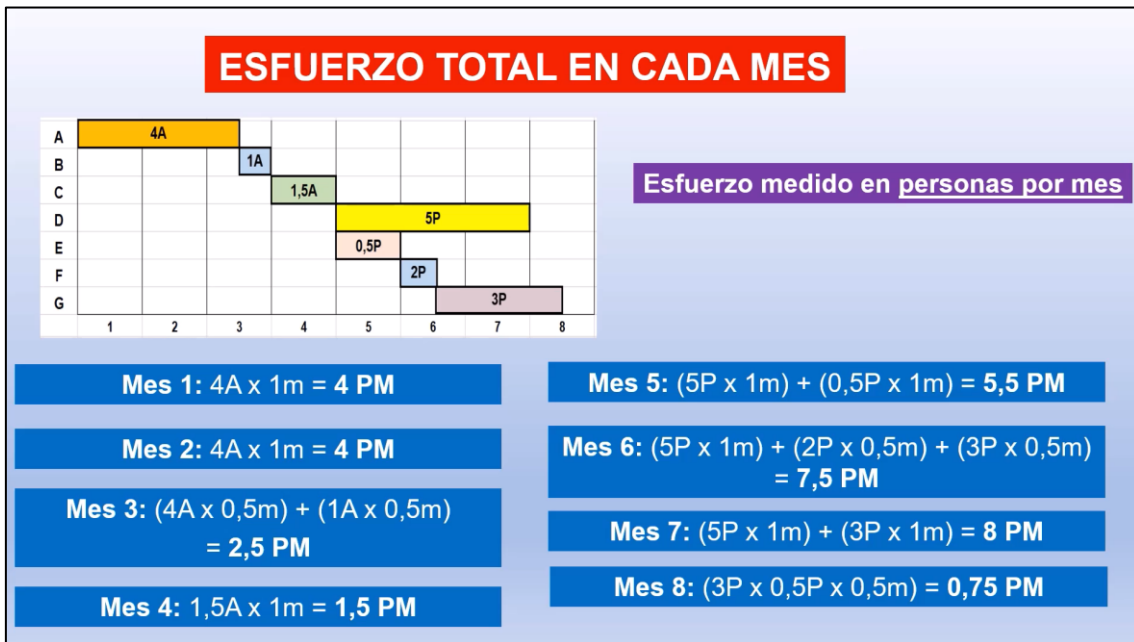 ESFUERZO TOTAL EN CADA MES
A
4A
B
1A
C
1,5A
D
5P
E
0,5P
F
2P
G
3P
1 2 3 4 5 6 7 8
Esfuerzo medido en personas por mes
Mes 1: 4A x 1m = 4 PM
Mes 2: 4A x 1m = 4 PM
Mes 3: (4A x 0,5m) + (1A x 0,5m)
= 2,5 PM
Mes 4: 1,5A x 1m = 1,5 PM
Mes 5: (5P x 1m) + (0,5P x 1m) = 5,5 PM
Mes 6: (5P x 1m) + (2P x 0,5m) + (3P x 0,5m)
= 7,5 PM
Mes 7: (5P x 1m) + (3P x 1m) = 8 PM
Mes 8: (3P x 0,5P x 0,5m) = 0,75 PM